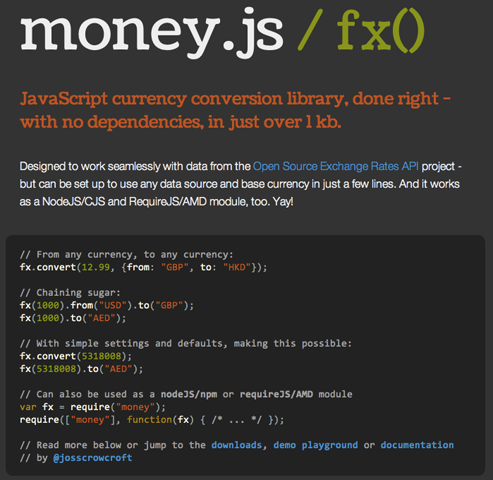 money.js / fx()
JavaScript currency conversion library, done right -
with no dependencies, in just over 1 kb.
Designed to work seamlessly with data from the Open Source Exchange Rates API project -
but can be set up to use any data source and base currency in just a few lines. And it works
as a NodeJS/CJS and RequireJS/AMD module, too. Yay!
// From any currency, to any currency:
fx.convert(12.99, {from: "GBP", to: "HKD"});
// Chaining sugar:
fx(1000).from("USD").to("GBP");
fx(1000).to("AED");
// With simple settings and defaults, making this possible:
fx.convert(5318008);
fx(5318008).to("AED");
// Can also be used as a nodeJS/npm or requireJS/AMD module
var fx = require("money");
require(["money"], function(fx) { /* ... */ });
// Read more below or jump to the downloads, demo playground or documentation
// by @josscrowcroft